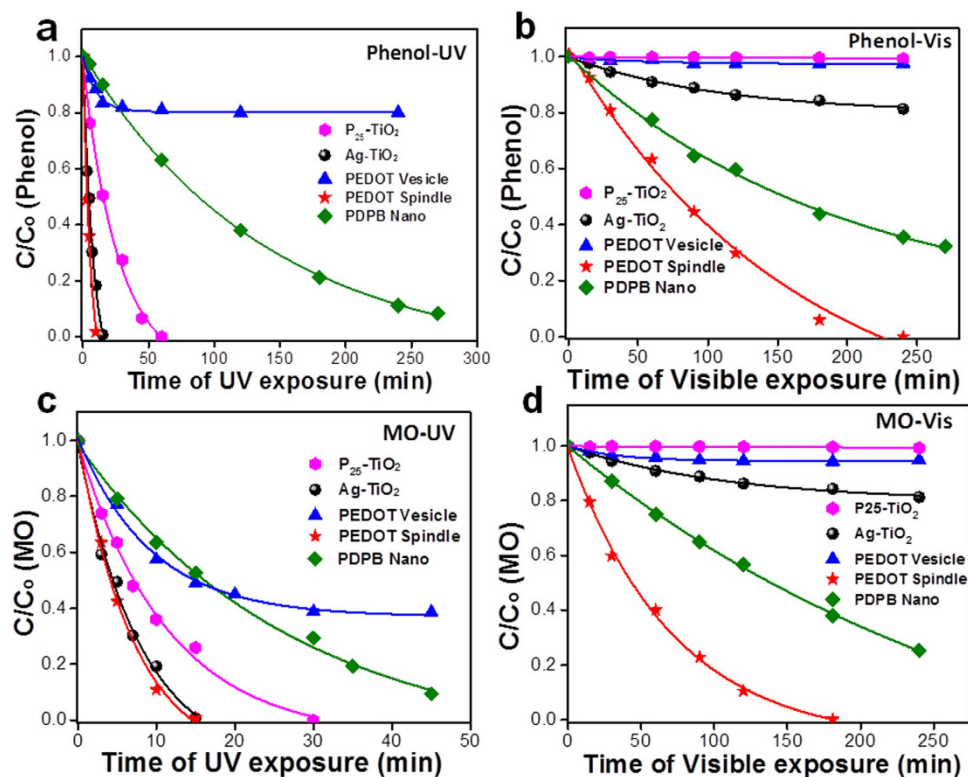 a
Phenol-UV
C/C₀ (Phenol)
1.0
0.8
0.6
0.4
0.2
0.0
P₂₅-TiO₂
Ag-TiO₂
PEDOT Vesicle
PEDOT Spindle
PDPB Nano
0 60 120 180 240 300
Time of UV exposure (min)
b
Phenol-Vis
C/C₀ (Phenol)
1.0
0.8
0.6
0.4
0.2
0.0
P₂₅-TiO₂
Ag-TiO₂
PEDOT Vesicle
PEDOT Spindle
PDPB Nano
0 50 100 150 200 250
Time of Visible exposure (min)
c
MO-UV
C/C₀ (MO)
1.0
0.8
0.6
0.4
0.2
0.0
P₂₅-TiO₂
Ag-TiO₂
PEDOT Vesicle
PEDOT Spindle
PDPB Nano
0 10 20 30 40 50
Time of UV exposure (min)
d
MO-Vis
C/C₀ (MO)
1.0
0.8
0.6
0.4
0.2
0.0
P25-TiO₂
Ag-TiO₂
PEDOT Vesicle
PEDOT Spindle
PDPB Nano
0 50 100 150 200 250
Time of Visible exposure (min)